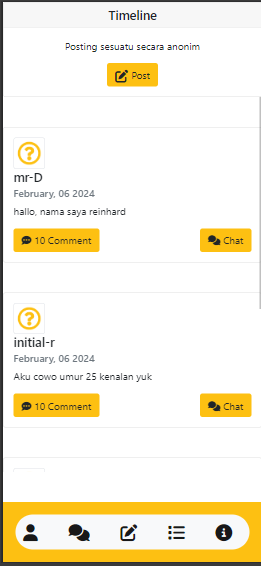 Timeline
Posting sesuatu secara anonim
Post
mr-D
February, 06 2024
hallo, nama saya reinhard
10 Comment
Chat
initial-r
February, 06 2024
Aku cowo umur 25 kenalan yuk
10 Comment
Chat